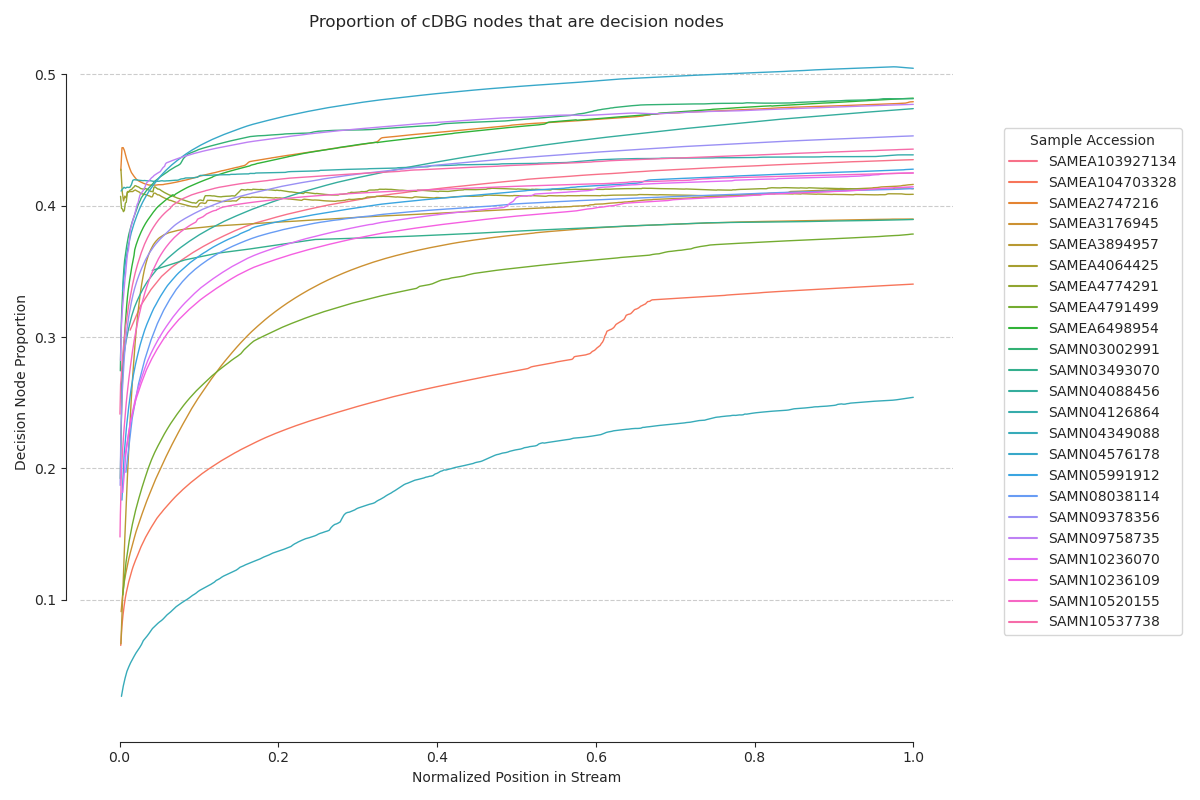 Proportion of cDBG nodes that are decision nodes
Decision Node Proportion
0.5
0.4
0.3
0.2
0.1
0.0
0.2
0.4
0.6
0.8
1.0
Normalized Position in Stream
Sample Accession
SAMEA103927134
SAMEA104703328
SAMEA2747216
SAMEA3176945
SAMEA3894957
SAMEA4064425
SAMEA4774291
SAMEA4791499
SAMEA6498954
SAMN03002991
SAMN03493070
SAMN04088456
SAMN04126864
SAMN04349088
SAMN04576178
SAMN05991912
SAMN08038114
SAMN09378356
SAMN09758735
SAMN10236070
SAMN10236109
SAMN10520155
SAMN10537738